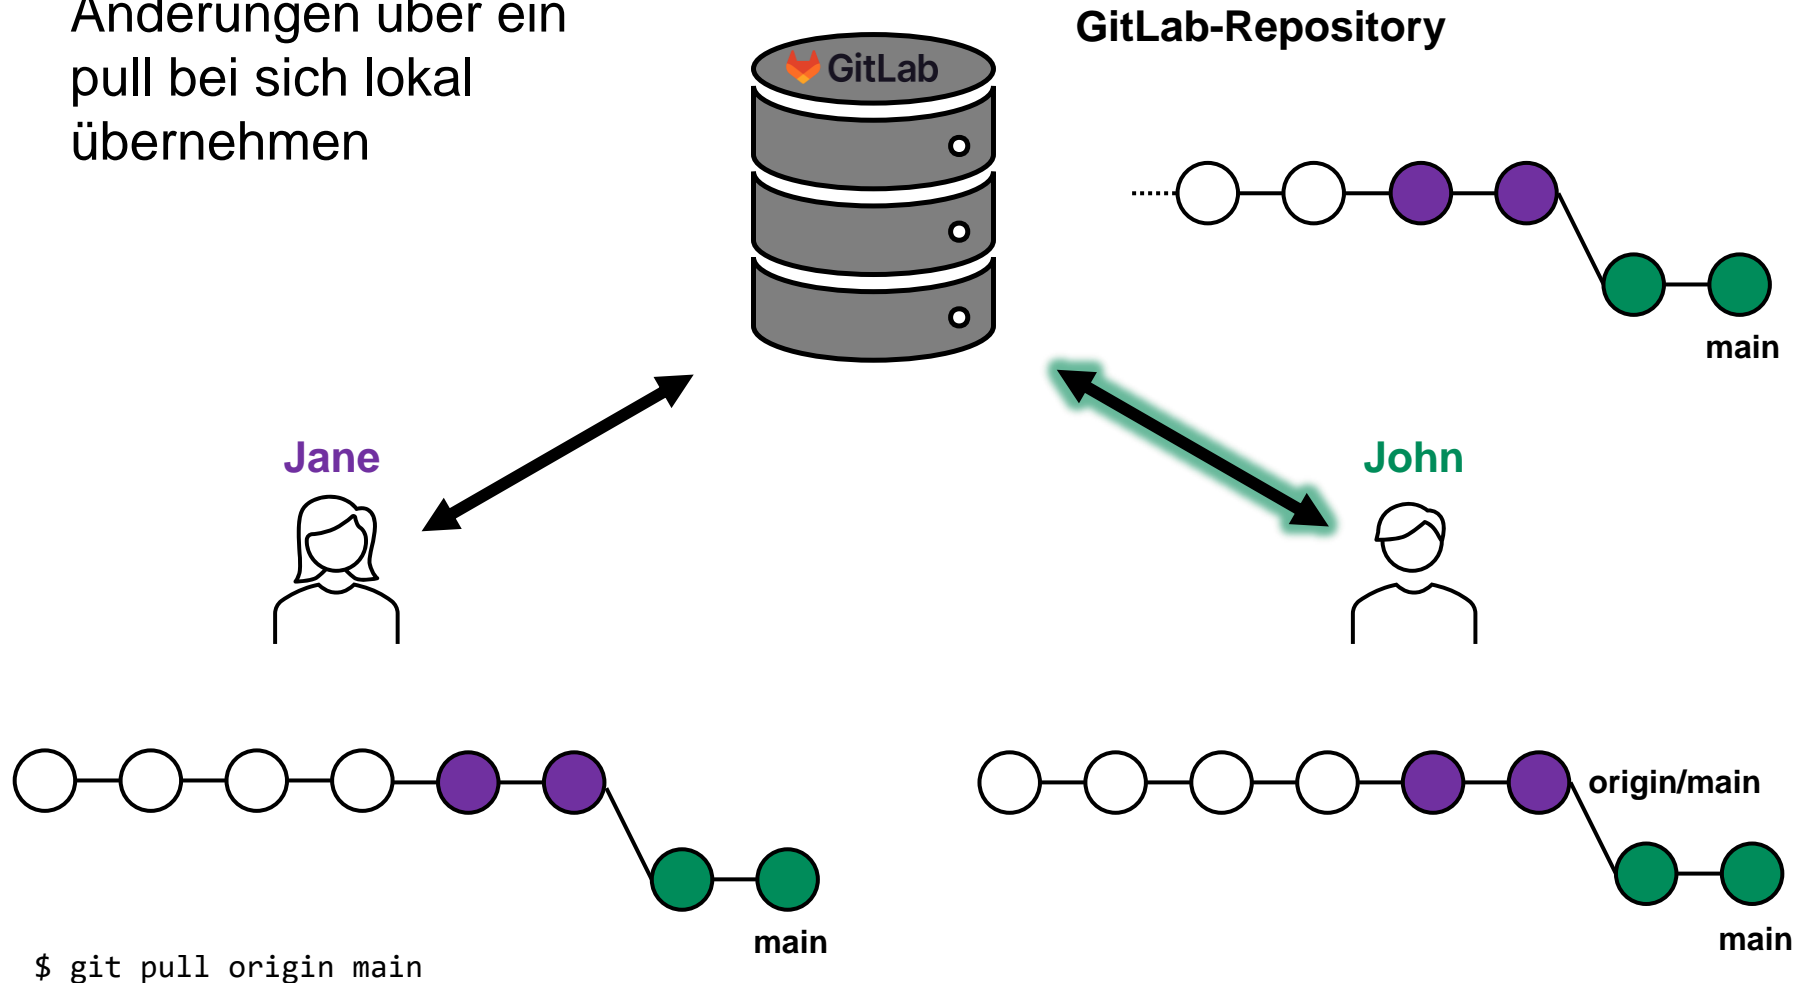 Änderungen über ein
pull bei sich lokal
übernehmen
GitLab-Repository
GitLab
main
Jane
John
origin/main
main
main
$ git pull origin main